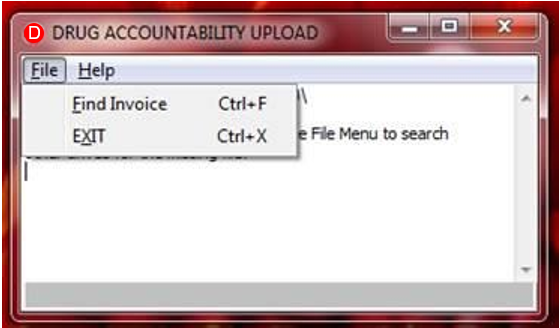 D DRUG ACCOUNTABILITY UPLOAD
File Help
Find Invoice Ctrl+F
EXIT Ctrl+X
\
e File Menu to search